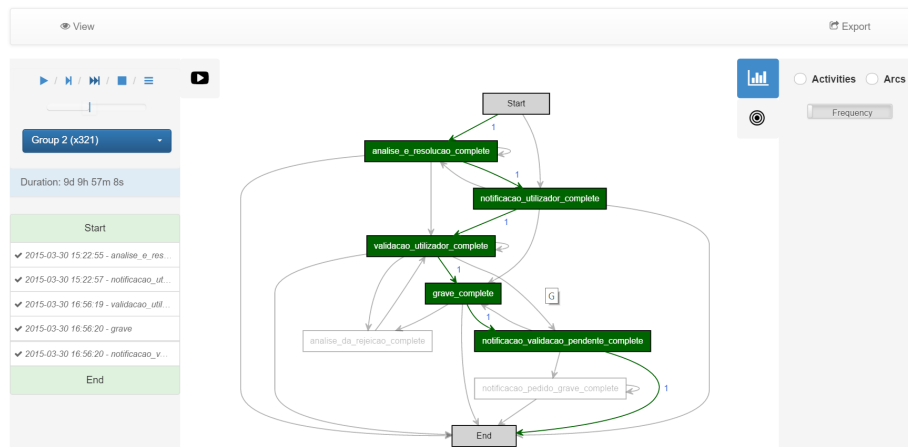 View
Export
Group 2 (x321)
Duration: 9d 9h 57m 8s
Start
2015-03-30 15:22:55 - analise_e_res...
2015-03-30 15:22:57 - notificacao_ut...
2015-03-30 16:56:19 - validacao_util...
2015-03-30 16:56:20 - grave
2015-03-30 16:56:20 - notificacao_v...
End
Start
1
analise_e_resolucao_complete
1
notificacao_utilizador_complete
1
validacao_utilizador_complete
1
grave_complete
G
1
analise_da_rejeicao_complete
notificacao_validacao_pendente_complete
notificacao_pedido_grave_complete
1
End
Activities
Arcs
Frequency